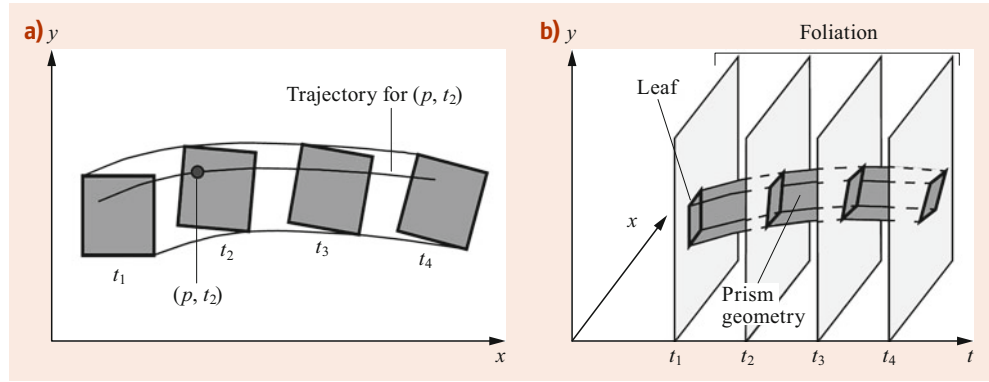 a) y
Trajectory for (p, t2)
t1
t2
t3
t4
(p, t2)
x
b) y
Foliation
Leaf
x
Prism
geometry
t1
t2
t3
t4
t